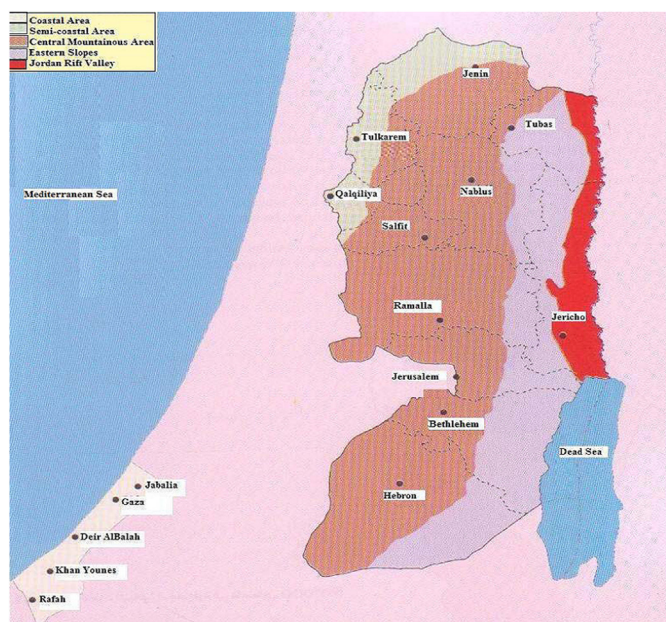 Coastal Area
Semi-coastal Area
Central Mountainous Area
Eastern Slopes
Jordan Rift Valley
Jenin
Tubas
Tulkarem
Mediterranean Sea
Qalqiliya
Nablus
Salfit
Ramalla
Jericho
Jerusalem
Bethlehem
Dead Sea
Hebron
Jabalia
Gaza
Deir AlBalah
Khan Younes
Rafah